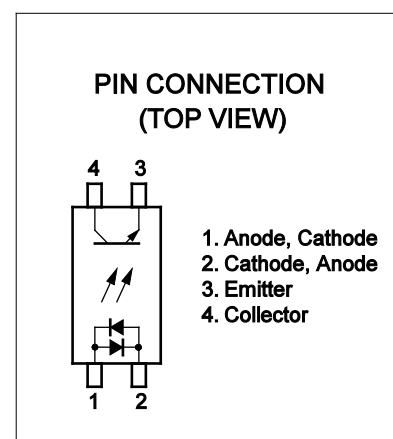 PIN CONNECTION
(TOP VIEW)
4 3
1. Anode, Cathode
2. Cathode, Anode
3. Emitter
4. Collector
1 2